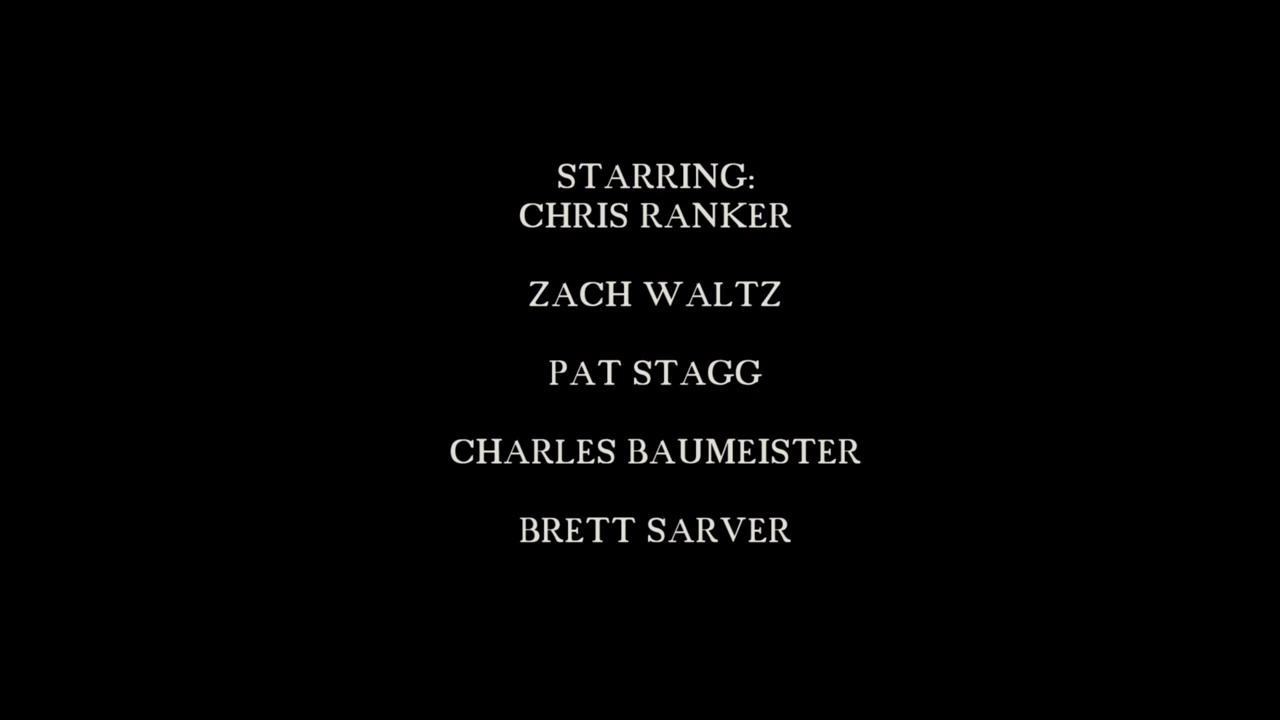 STARRING:
CHRIS RANKER
ZACH WALTZ
PAT STAGG
CHARLES BAUMEISTER
BRETT SARVER